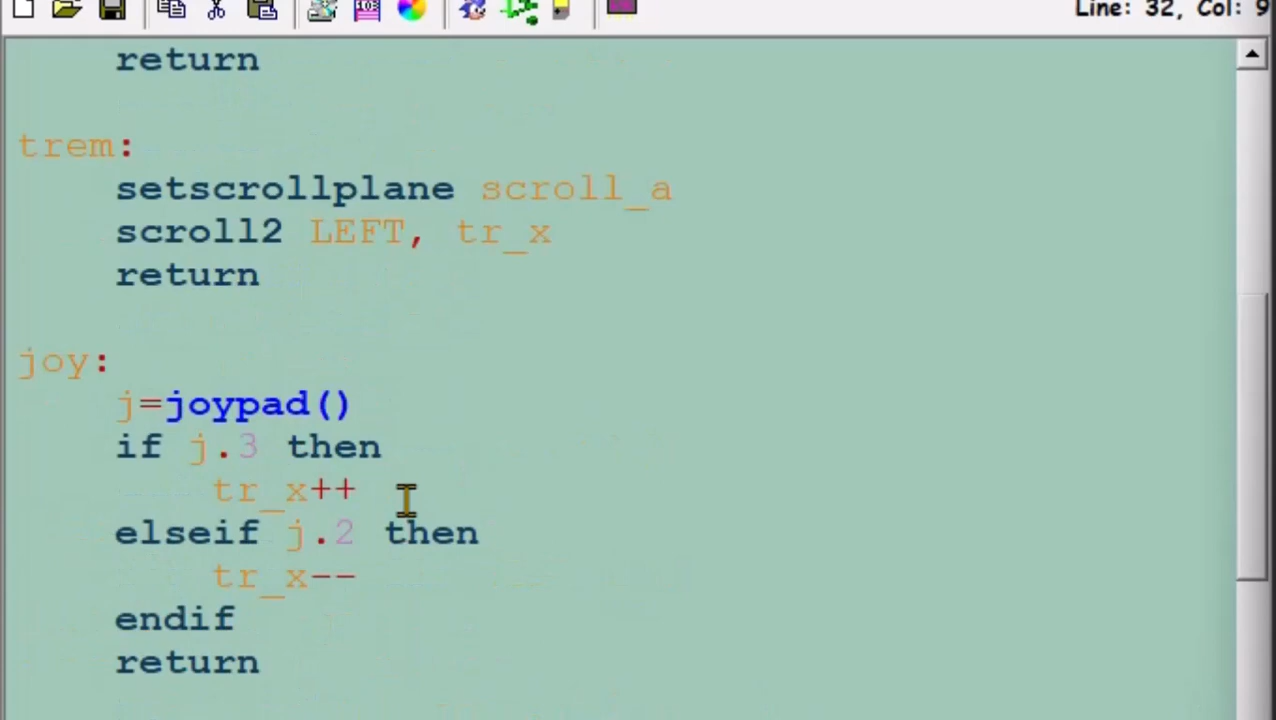 Line: 32, Col: 9
return
trem:
setscrollplane scroll_a
scroll2 LEFT, tr_x
return
joy:
j=joypad()
if j.3 then
tr_x++
elseif j.2 then
tr_x--
endif
return